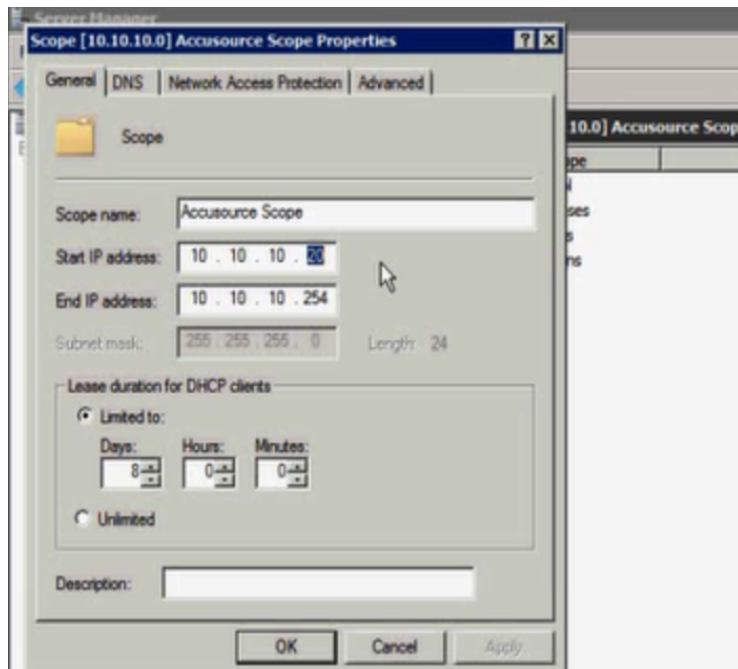 Server Manager
Scope [10.10.10.0] Accusource Scope Properties
General DNS Network Access Protection Advanced
Scope
10.0] Accusource Scop
Scope name: Accusource Scope
Start IP address: 10 . 10 . 10 . 20
End IP address: 10 . 10 . 10 . 254
Subnet mask: 255 . 255 . 255 . 0 Length: 24
Lease duration for DHCP clients
Limited to:
Days: Hours: Minutes:
8 0 0
Unlimited
Description:
OK Cancel Apply